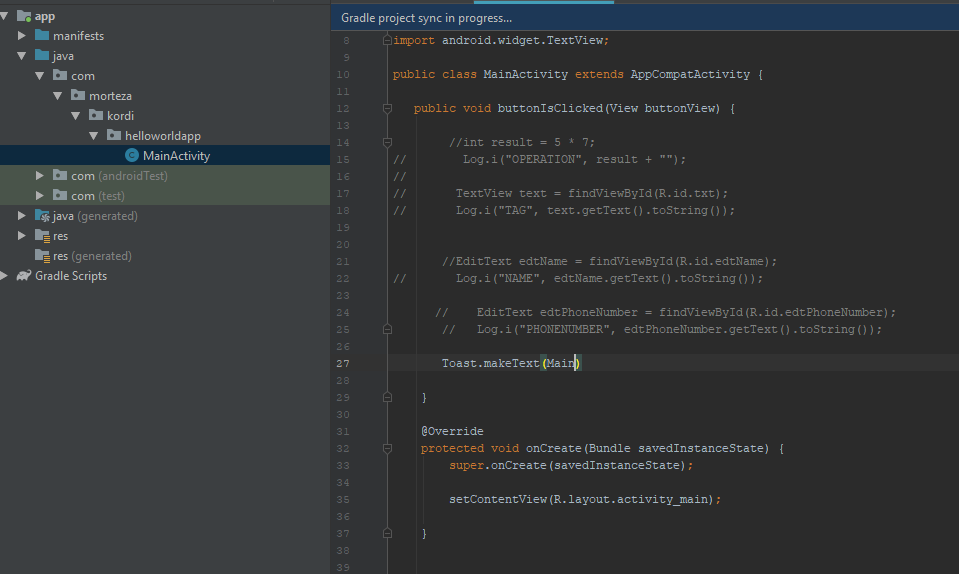 app
manifests
java
com
morteza
kordi
helloworldapp
MainActivity
com (androidTest)
com (test)
java (generated)
res
res (generated)
Gradle Scripts
Gradle project sync in progress...
8 import android.widget.TextView;
9
10 public class MainActivity extends AppCompatActivity {
11
12 public void buttonIsClicked(View buttonView) {
13
14 //int result = 5 * 7;
15 // Log.i("OPERATION", result + "");
16 //
17 // TextView text = findViewById(R.id.txt);
18 // Log.i("TAG", text.getText().toString());
19
20
21 //EditText edtName = findViewById(R.id.edtName);
22 // Log.i("NAME", edtName.getText().toString());
23
24 // EditText edtPhoneNumber = findViewById(R.id.edtPhoneNumber);
25 // Log.i("PHONENUMBER", edtPhoneNumber.getText().toString());
26
27 Toast.makeText(Main)
28
29 }
30
31 @Override
32 protected void onCreate(Bundle savedInstanceState) {
33 super.onCreate(savedInstanceState);
34
35 setContentView(R.layout.activity_main);
36
37 }
38
39